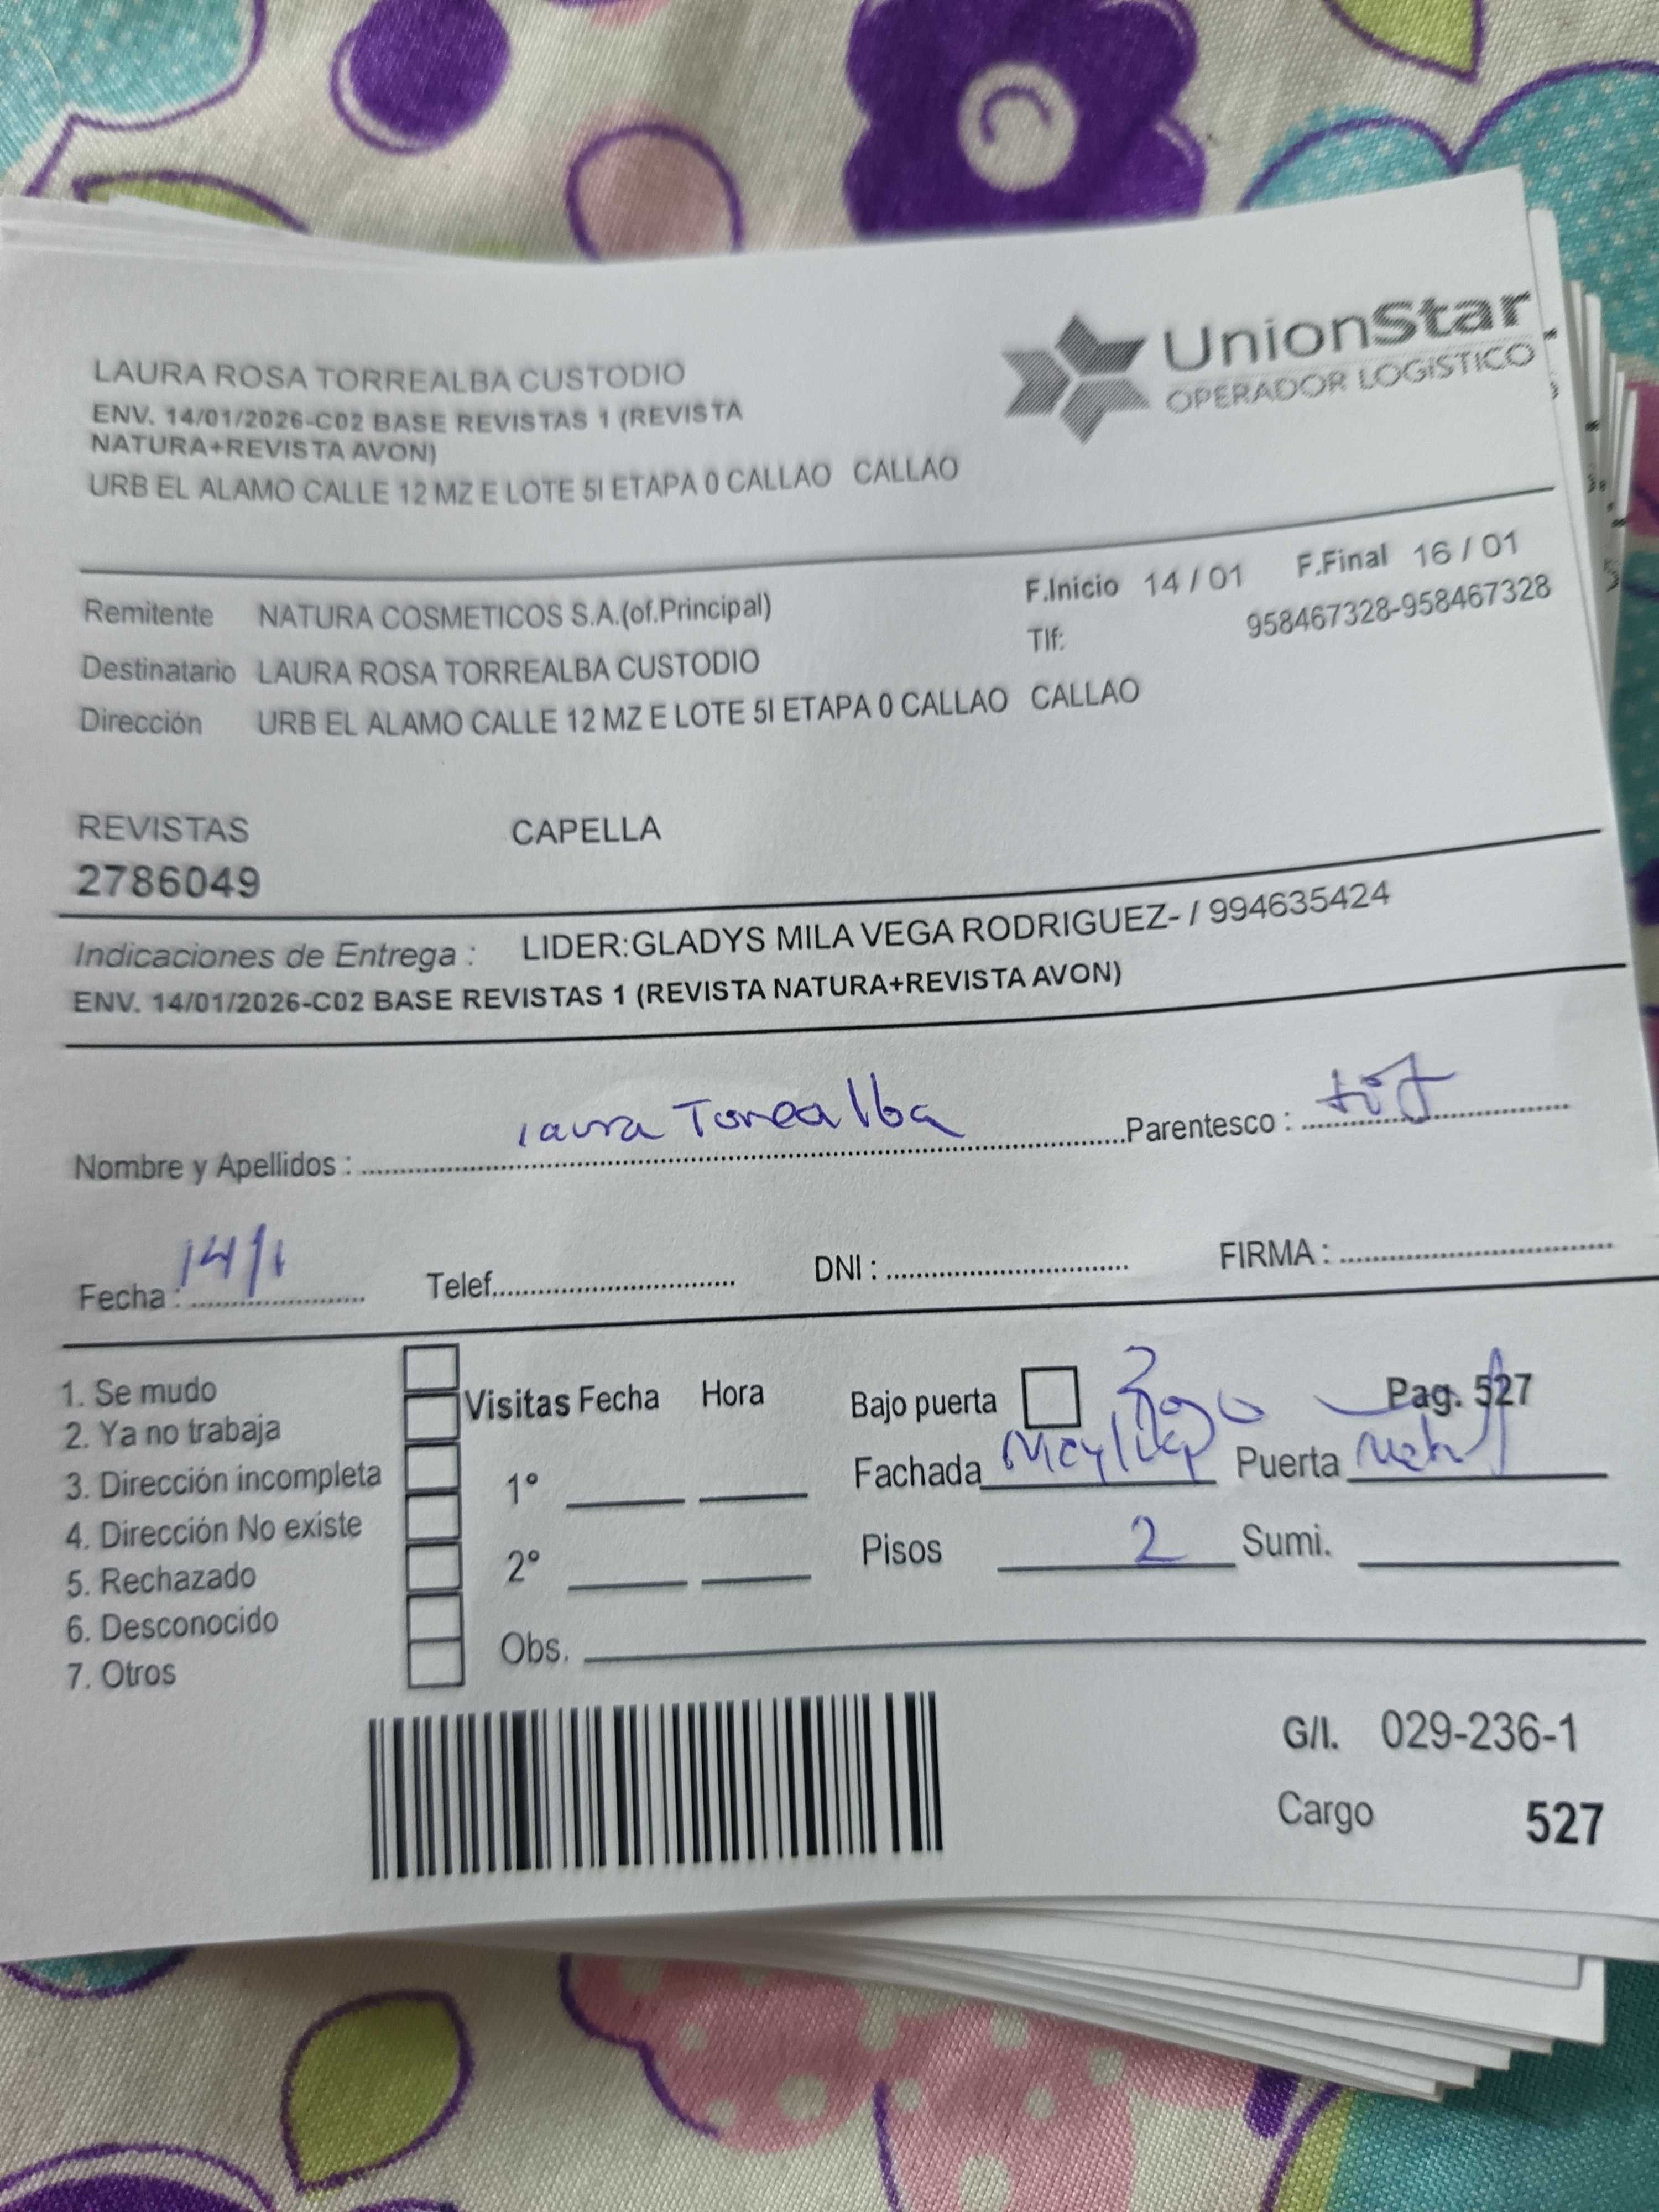 LAURA ROSA TORREALBA CUSTODIO
ENV. 14/01/2026-C02 BASE REVISTAS 1 (REVISTA
NATURA+REVISTA AVON)
URB EL ALAMO CALLE 12 MZ E LOTE 5I ETAPA 0 CALLAO CALLAO
UnionStar
OPERADOR LOGISTICO
Remitente NATURA COSMETICOS S.A.(of.Principal)
F.Inicio 14 / 01 F.Final 16 / 01
Destinatario LAURA ROSA TORREALBA CUSTODIO
Tlf: 958467328-958467328
Dirección URB EL ALAMO CALLE 12 MZ E LOTE 5I ETAPA 0 CALLAO CALLAO
REVISTAS CAPELLA
2786049
Indicaciones de Entrega : LIDER:GLADYS MILA VEGA RODRIGUEZ- / 994635424
ENV. 14/01/2026-C02 BASE REVISTAS 1 (REVISTA NATURA+REVISTA AVON)
Nombre y Apellidos : Laura Torrealba Parentesco :
Fecha : 14/1 Telef. DNI : FIRMA :
1. Se mudo
2. Ya no trabaja
3. Dirección incompleta
4. Dirección No existe
5. Rechazado
6. Desconocido
7. Otros
Visitas Fecha Hora
1º
2º
Obs.
Bajo puerta Pag. 527
Fachada Puerta
Pisos 2 Sumi.
G/I. 029-236-1
Cargo 527